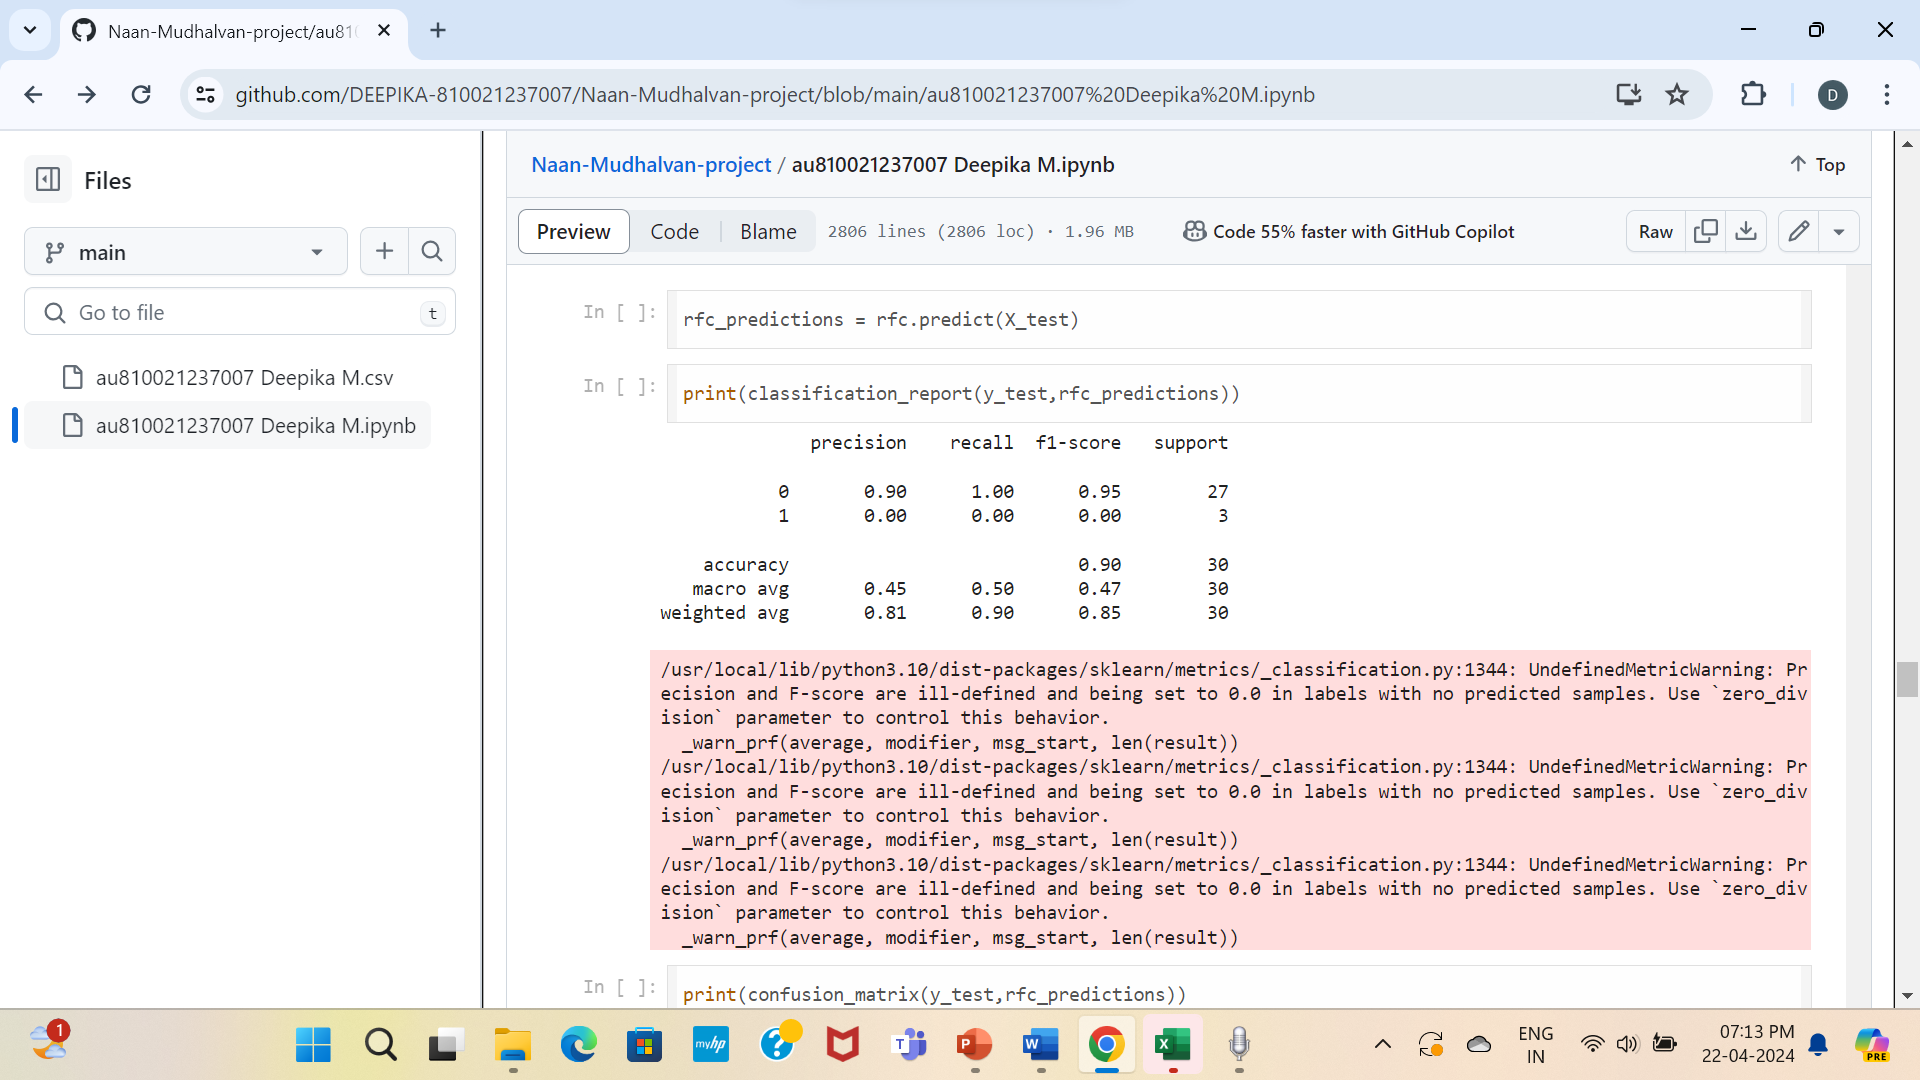 Naan-Mudhalvan-project/au810
github.com/DEEPIKA-810021237007/Naan-Mudhalvan-project/blob/main/au810021237007%20Deepika%20M.ipynb
D
Files
main
Go to file
t
au810021237007 Deepika M.csv
au810021237007 Deepika M.ipynb
Naan-Mudhalvan-project / au810021237007 Deepika M.ipynb
Top
Preview Code Blame 2806 lines (2806 loc) · 1.96 MB Code 55% faster with GitHub Copilot Raw
In [ ]: rfc_predictions = rfc.predict(X_test)
In [ ]: print(classification_report(y_test,rfc_predictions))
precision recall f1-score support
0 0.90 1.00 0.95 27
1 0.00 0.00 0.00 3
accuracy 0.90 30
macro avg 0.45 0.50 0.47 30
weighted avg 0.81 0.90 0.85 30
/usr/local/lib/python3.10/dist-packages/sklearn/metrics/_classification.py:1344: UndefinedMetricWarning: Pr
ecision and F-score are ill-defined and being set to 0.0 in labels with no predicted samples. Use `zero_div
ision` parameter to control this behavior.
_warn_prf(average, modifier, msg_start, len(result))
/usr/local/lib/python3.10/dist-packages/sklearn/metrics/_classification.py:1344: UndefinedMetricWarning: Pr
ecision and F-score are ill-defined and being set to 0.0 in labels with no predicted samples. Use `zero_div
ision` parameter to control this behavior.
_warn_prf(average, modifier, msg_start, len(result))
/usr/local/lib/python3.10/dist-packages/sklearn/metrics/_classification.py:1344: UndefinedMetricWarning: Pr
ecision and F-score are ill-defined and being set to 0.0 in labels with no predicted samples. Use `zero_div
ision` parameter to control this behavior.
_warn_prf(average, modifier, msg_start, len(result))
In [ ]: print(confusion_matrix(y_test,rfc_predictions))
1
myhp
?
T
P
W
X
ENG
IN
07:13 PM
22-04-2024
PRE